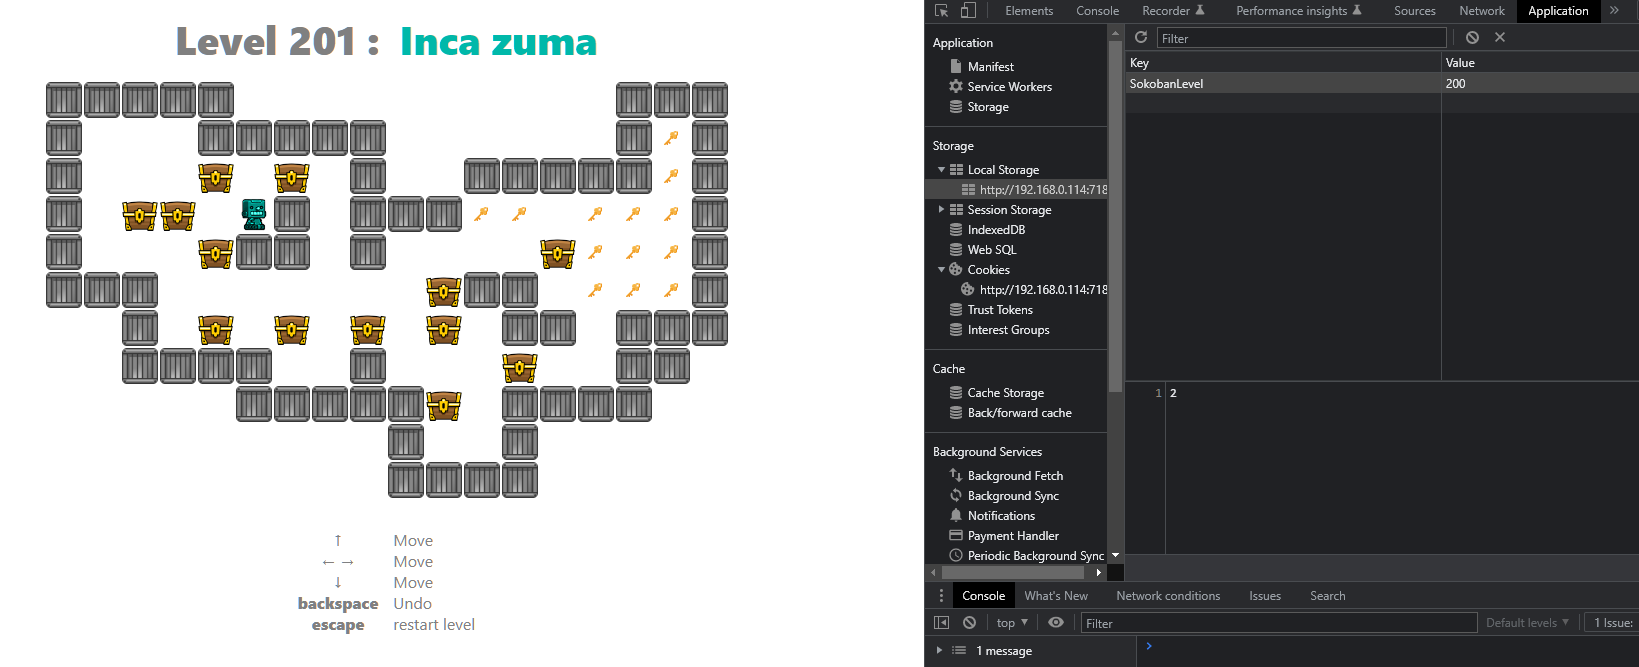 Level 201 : Inca zuma
↑ Move
← → Move
↓ Move
backspace Undo
escape restart level
Elements Console Recorder Performance insights Sources Network Application »
Application
Manifest
Service Workers
Storage
Storage
Local Storage
http://192.168.0.114:718
Session Storage
IndexedDB
Web SQL
Cookies
http://192.168.0.114:718
Trust Tokens
Interest Groups
Cache
Cache Storage
Back/forward cache
Background Services
Background Fetch
Background Sync
Notifications
Payment Handler
Periodic Background Sync
Filter
Key Value
SokobanLevel 200
1 2
Console What's New Network conditions Issues Search
top Filter Default levels 1 Issue:
1 message